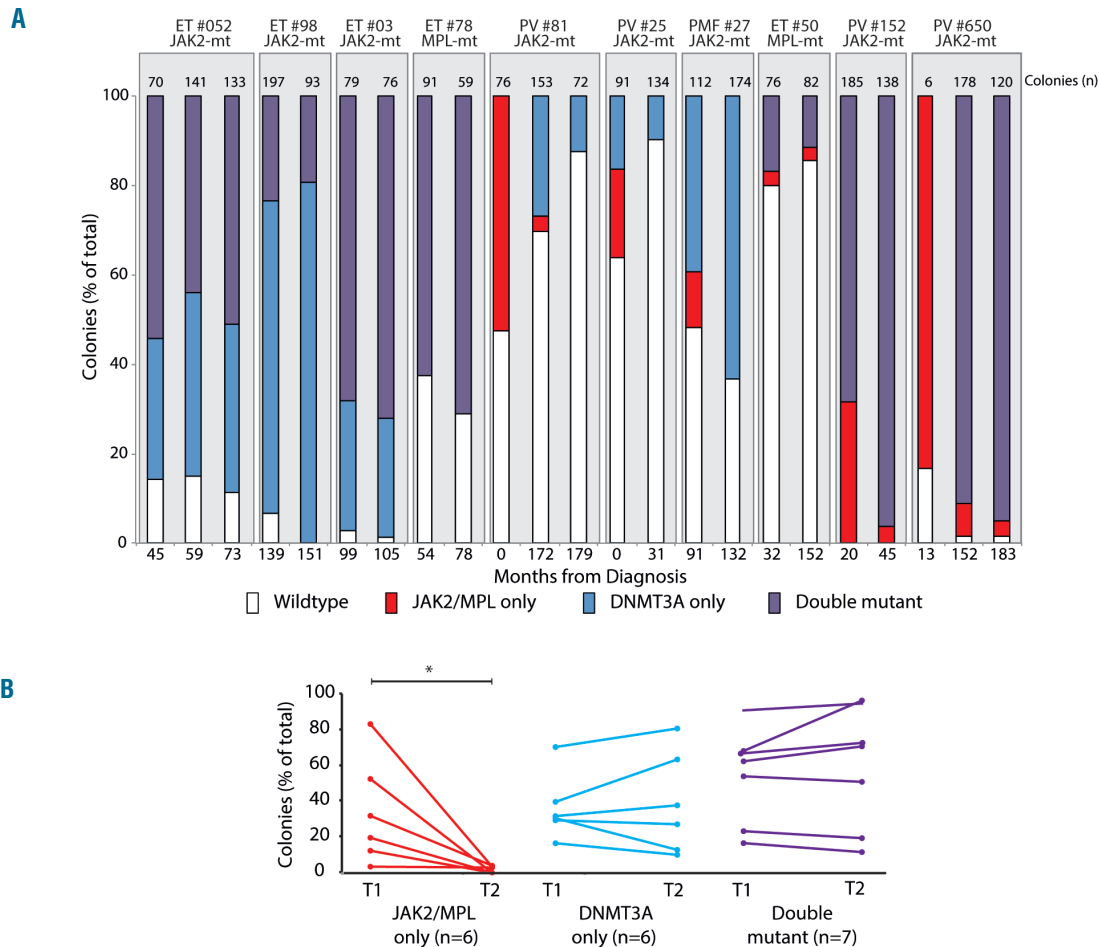 A
ET #052 ET #98 ET #03 ET #78 PV #81 PV #25 PMF #27 ET #50 PV #152 PV #650
JAK2-mt JAK2-mt JAK2-mt MPL-mt JAK2-mt JAK2-mt JAK2-mt MPL-mt JAK2-mt JAK2-mt
70 141 133 197 93 79 76 91 59 76 153 72 91 134 112 174 76 82 185 138 6 178 120 Colonies (n)
100
80
60
40
20
0
Colonies (% of total)
45 59 73 139 151 99 105 54 78 0 172 179 0 31 91 132 32 152 20 45 13 152 183
Months from Diagnosis
Wildtype JAK2/MPL only DNMT3A only Double mutant
B
*
100
80
60
40
20
0
Colonies (% of total)
T1 T2 T1 T2 T1 T2
JAK2/MPL DNMT3A Double
only (n=6) only (n=6) mutant (n=7)